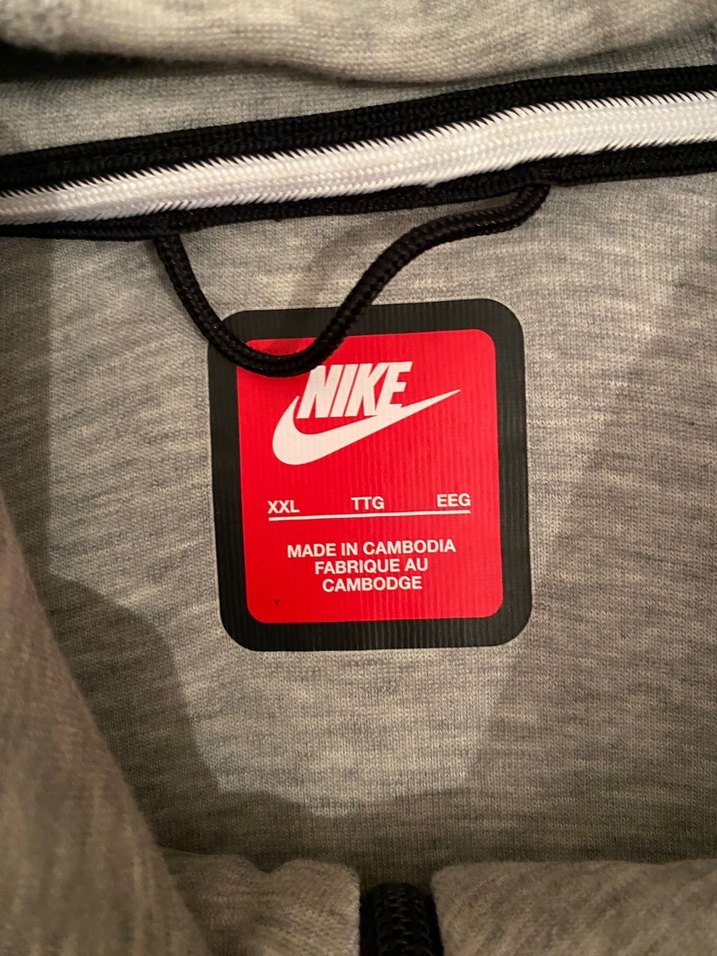 NIKE
XXL TTG EEG
MADE IN CAMBODIA
FABRIQUE AU
CAMBODGE